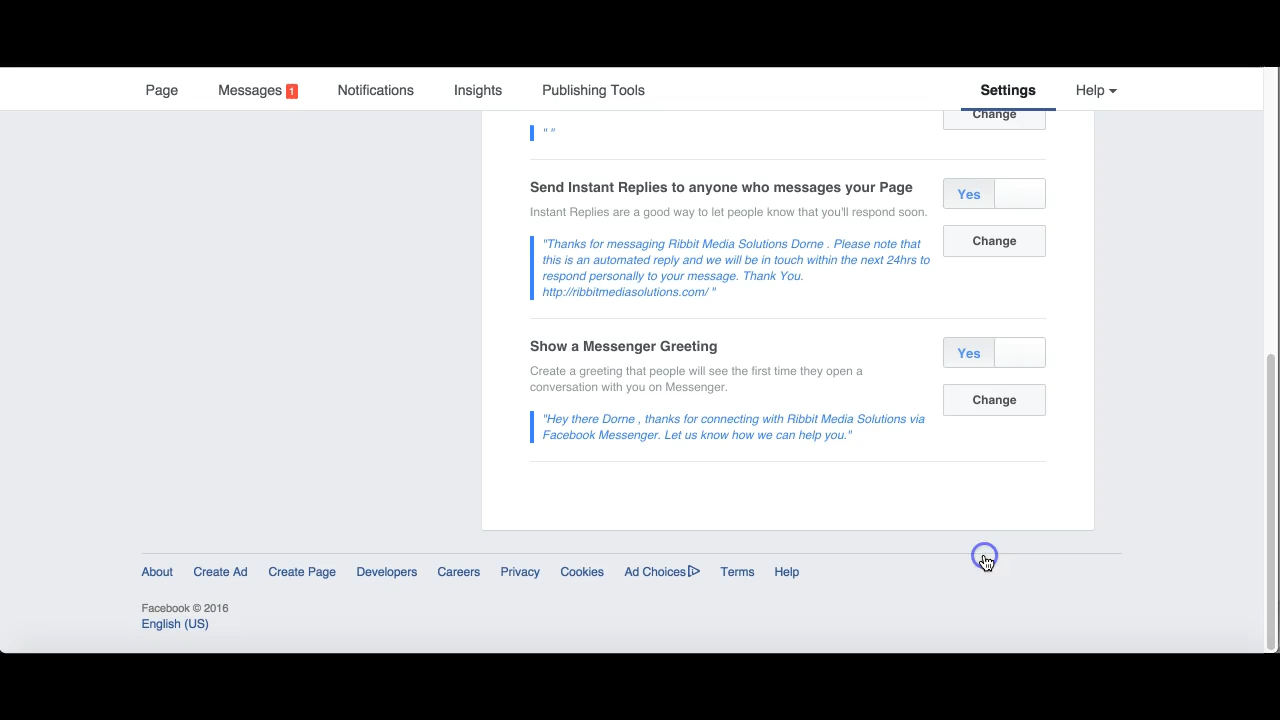 Page Messages 1 Notifications Insights Publishing Tools Settings Help
Change
" "
Send Instant Replies to anyone who messages your Page
Yes
Instant Replies are a good way to let people know that you'll respond soon.
Change
"Thanks for messaging Ribbit Media Solutions Dorne . Please note that
this is an automated reply and we will be in touch within the next 24hrs to
respond personally to your message. Thank You.
http://ribbitmediasolutions.com/ "
Show a Messenger Greeting
Yes
Create a greeting that people will see the first time they open a
conversation with you on Messenger.
Change
"Hey there Dorne , thanks for connecting with Ribbit Media Solutions via
Facebook Messenger. Let us know how we can help you."
About Create Ad Create Page Developers Careers Privacy Cookies Ad Choices Terms Help
Facebook © 2016
English (US)